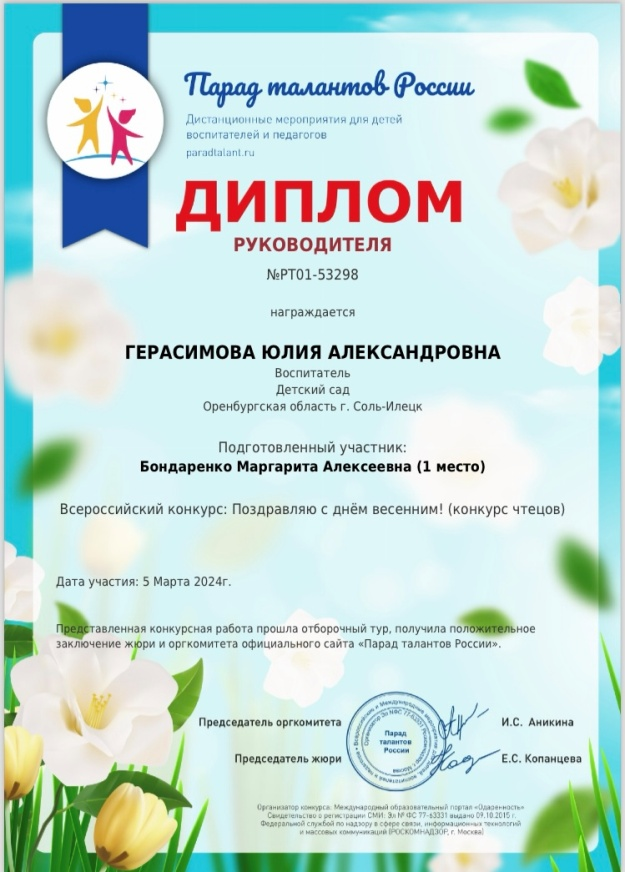 Парад талантов России
Дистанционные мероприятия для детей
воспитателей и педагогов
paradtalant.ru
ДИПЛОМ
РУКОВОДИТЕЛЯ
№РТ01-53298
награждается
ГЕРАСИМОВА ЮЛИЯ АЛЕКСАНДРОВНА
Воспитатель
Детский сад
Оренбургская область г. Соль-Илецк
Подготовленный участник:
Бондаренко Маргарита Алексеевна (1 место)
Всероссийский конкурс: Поздравляю с днём весенним! (конкурс чтецов)
Дата участия: 5 Марта 2024г.
Представленная конкурсная работа прошла отборочный тур, получила положительное
заключение жюри и оргкомитета официального сайта «Парад талантов России».
Председатель оргкомитета
И.С. Аникина
Парад
талантов
России
Председатель жюри
Е.С. Копанцева
Организатор конкурса: Международный образовательный портал «Одаренность»
Свидетельство о регистрации СМИ: Эл № ФС 77-63331 выдано 09.10.2015 г.
Федеральной службой по надзору в сфере связи, информационных технологий
и массовых коммуникаций (РОСКОМНАДЗОР, г. Москва)